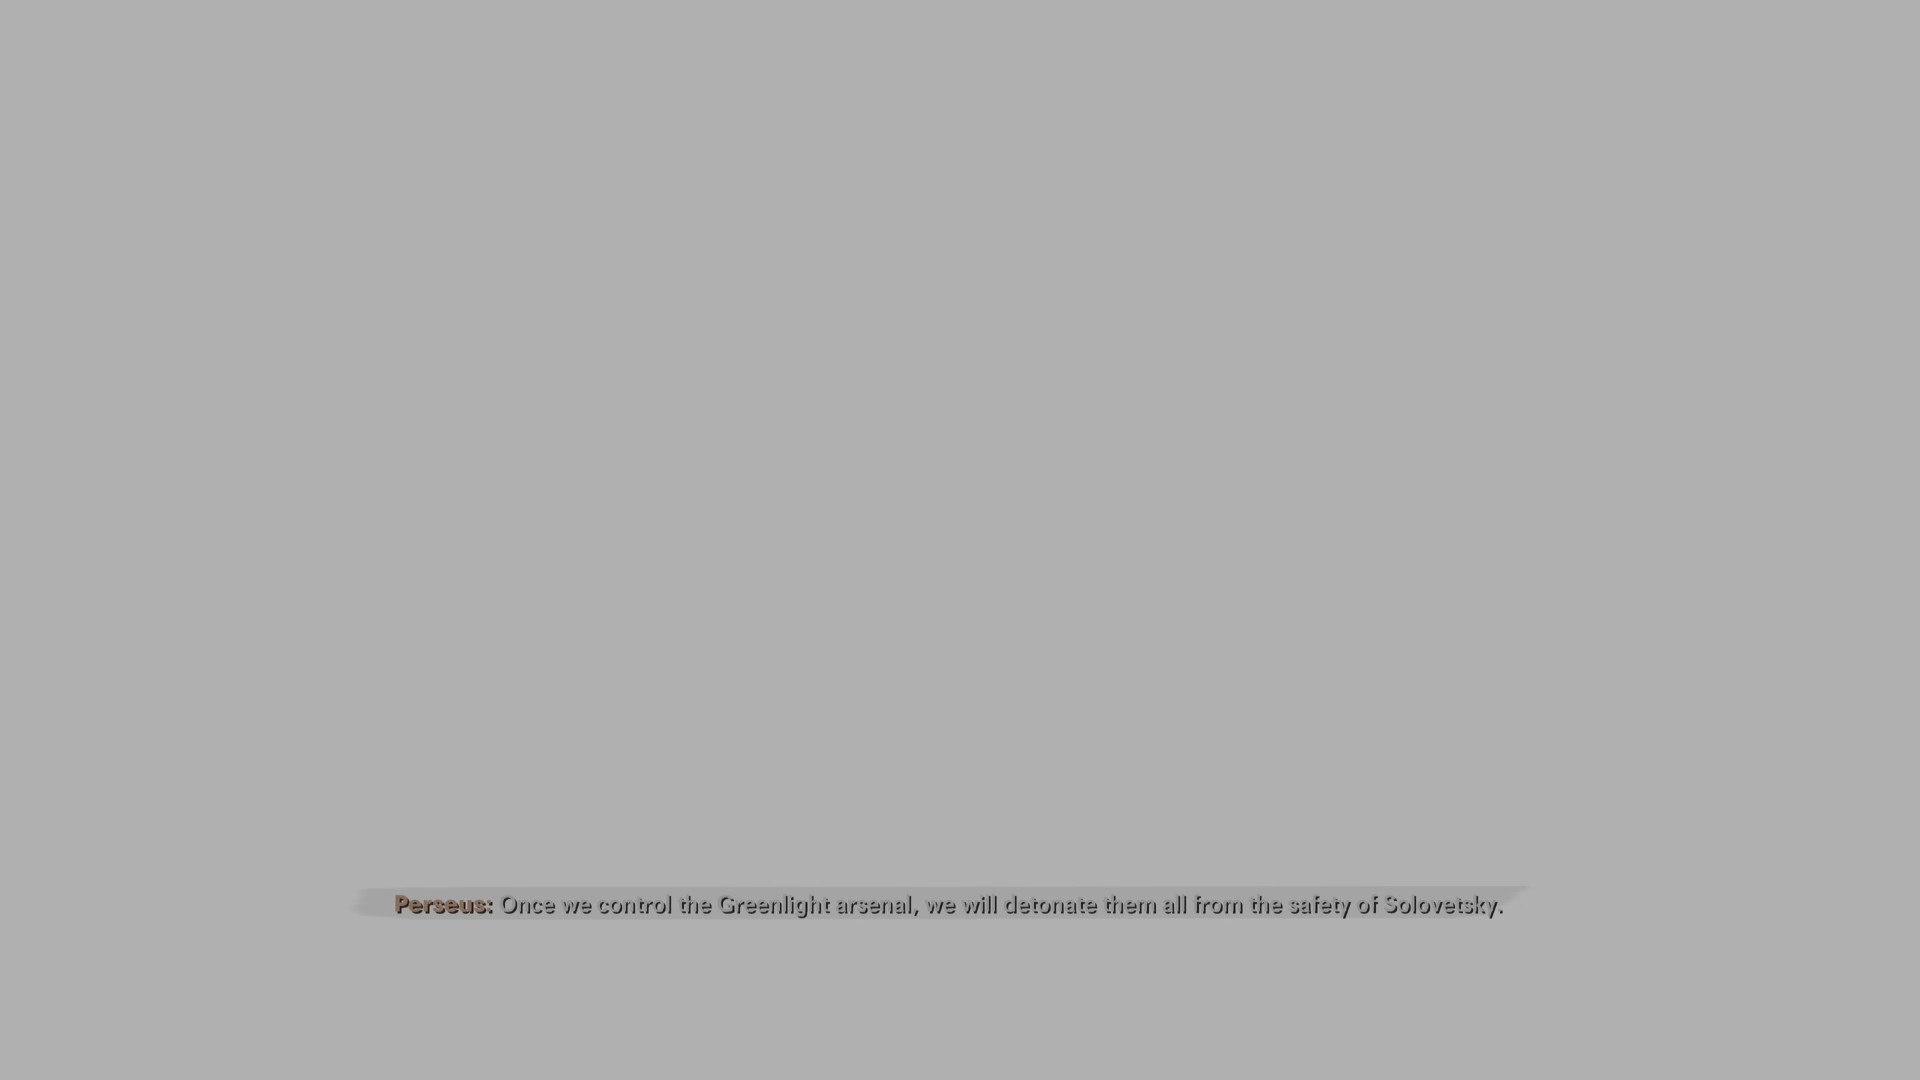 Perseus: Once we control the Greenlight arsenal, we will detonate them all from the safety of Solovetsky.